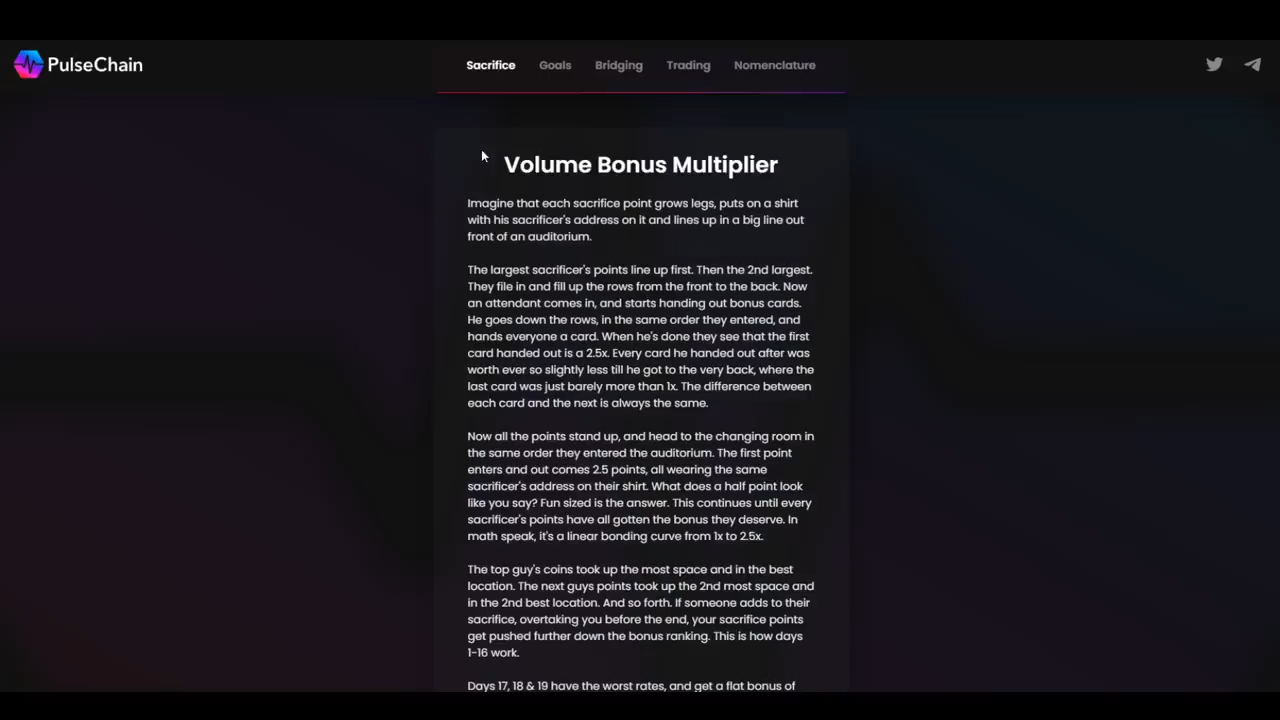 PulseChain
Sacrifice Goals Bridging Trading Nomenclature
Volume Bonus Multiplier
Imagine that each sacrifice point grows legs, puts on a shirt
with his sacrificer's address on it and lines up in a big line out
front of an auditorium.
The largest sacrificer's points line up first. Then the 2nd largest.
They file in and fill up the rows from the front to the back. Now
an attendant comes in, and starts handing out bonus cards.
He goes down the rows, in the same order they entered, and
hands everyone a card. When he's done they see that the first
card handed out is a 2.5x. Every card he handed out after was
worth ever so slightly less till he got to the very back, where the
last card was just barely more than 1x. The difference between
each card and the next is always the same.
Now all the points stand up, and head to the changing room in
the same order they entered the auditorium. The first point
enters and out comes 2.5 points, all wearing the same
sacrificer's address on their shirt. What does a half point look
like you say? Fun sized is the answer. This continues until every
sacrificer's points have all gotten the bonus they deserve. In
math speak, it's a linear bonding curve from 1x to 2.5x.
The top guy's coins took up the most space and in the best
location. The next guys points took up the 2nd most space and
in the 2nd best location. And so forth. If someone adds to their
sacrifice, overtaking you before the end, your sacrifice points
get pushed further down the bonus ranking. This is how days
1-16 work.
Days 17, 18 & 19 have the worst rates, and get a flat bonus of